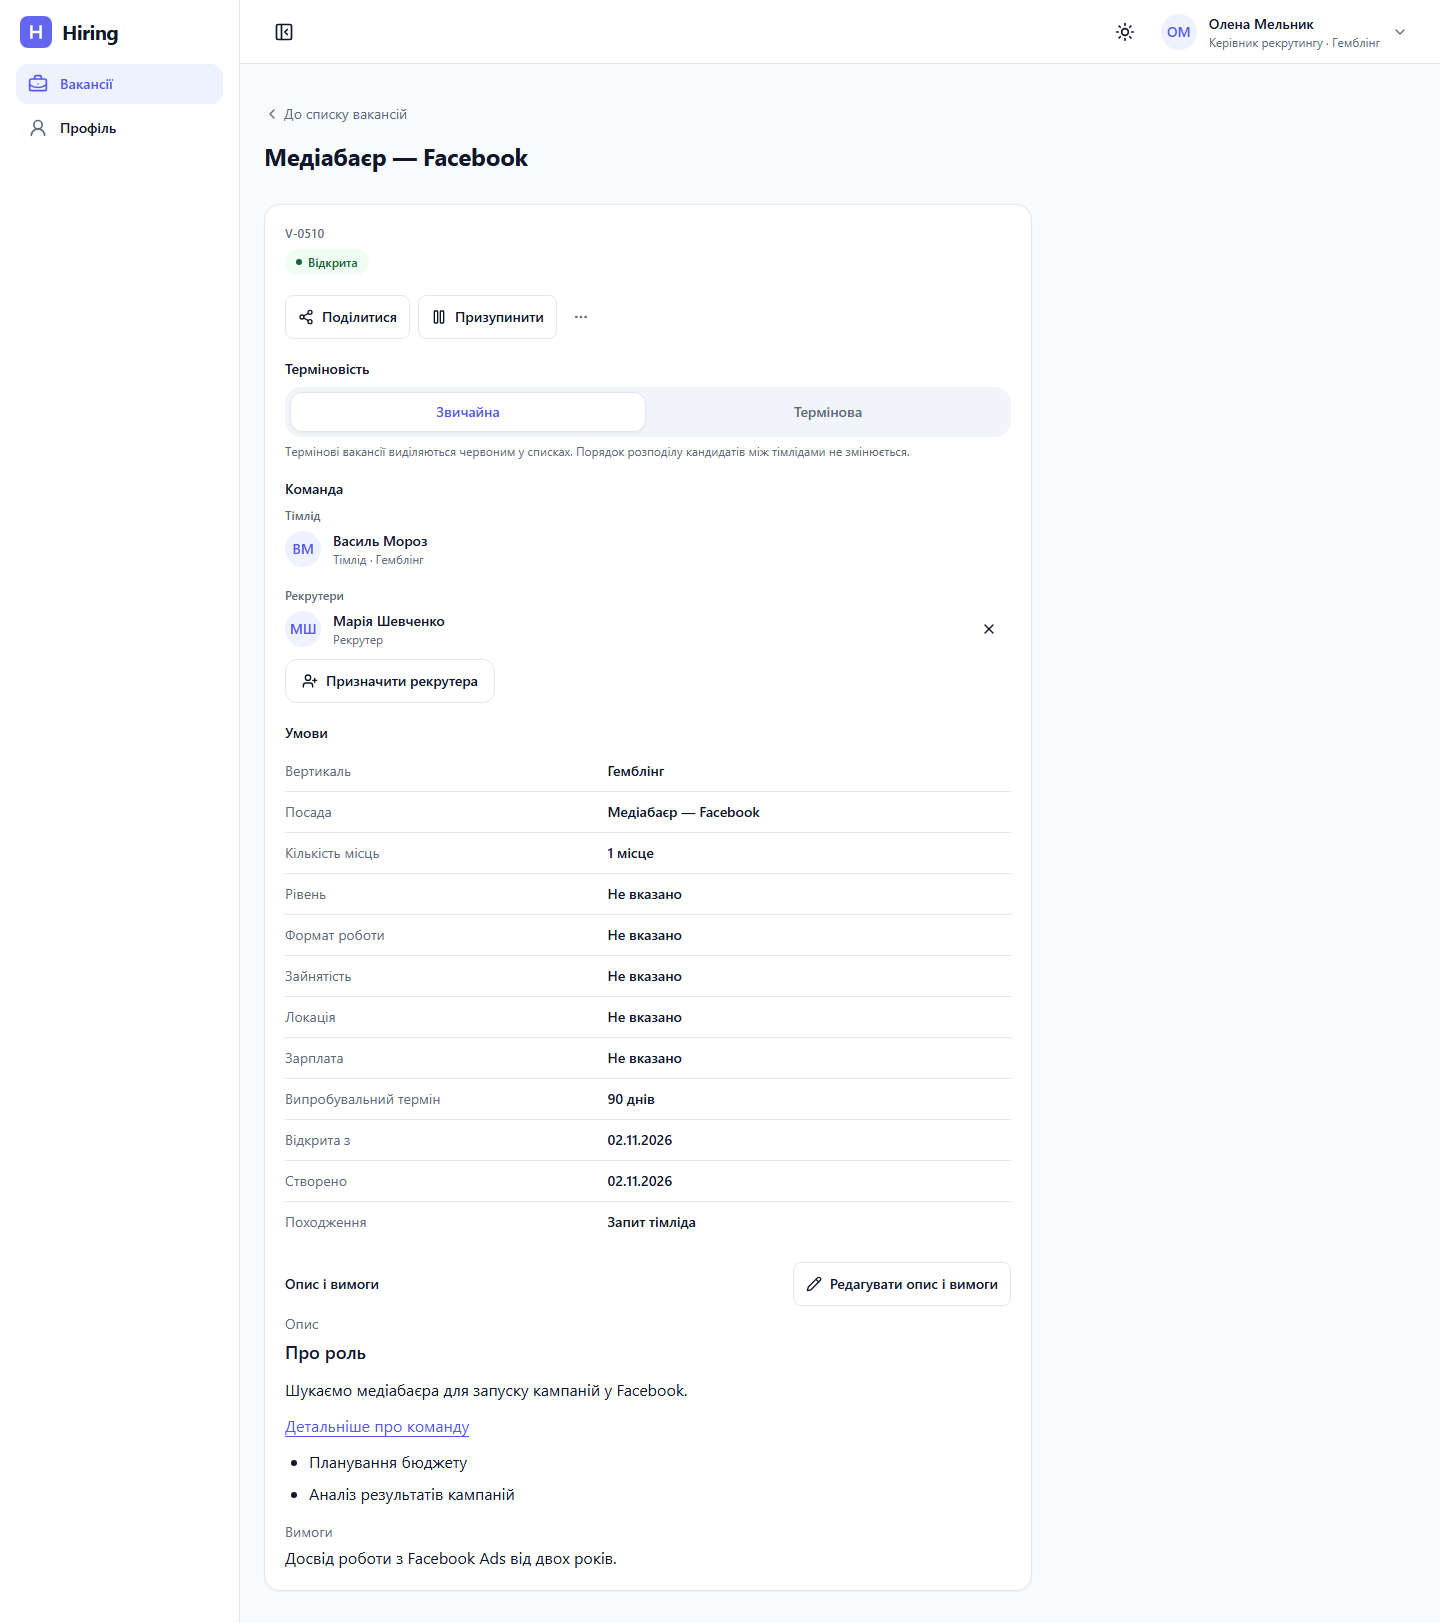 H Hiring
Вакансії
Профіль
ОМ
Олена Мельник
Керівник рекрутингу · Гемблінг
До списку вакансій
Медіабаєр — Facebook
V-0510
Відкрита
Поділитися
Призупинити
Терміновість
Звичайна
Термінова
Термінові вакансії виділяються червоним у списках. Порядок розподілу кандидатів між тімлідами не змінюється.
Команда
Тімлід
ВМ
Василь Мороз
Тімлід · Гемблінг
Рекрутери
МШ
Марія Шевченко
Рекрутер
Призначити рекрутера
Умови
Вертикаль Гемблінг
Посада Медіабаєр — Facebook
Кількість місць 1 місце
Рівень Не вказано
Формат роботи Не вказано
Зайнятість Не вказано
Локація Не вказано
Зарплата Не вказано
Випробувальний термін 90 днів
Відкрита з 02.11.2026
Створено 02.11.2026
Походження Запит тімліда
Опис і вимоги
Редагувати опис і вимоги
Опис
Про роль
Шукаємо медіабаєра для запуску кампаній у Facebook.
Детальніше про команду
Планування бюджету
Аналіз результатів кампаній
Вимоги
Досвід роботи з Facebook Ads від двох років.